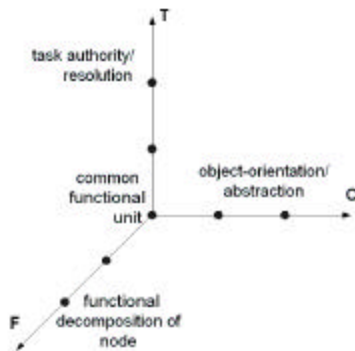 T
task authority/
resolution
common
functional
unit
object-orientation/
abstraction
O
functional
decomposition of
node
F